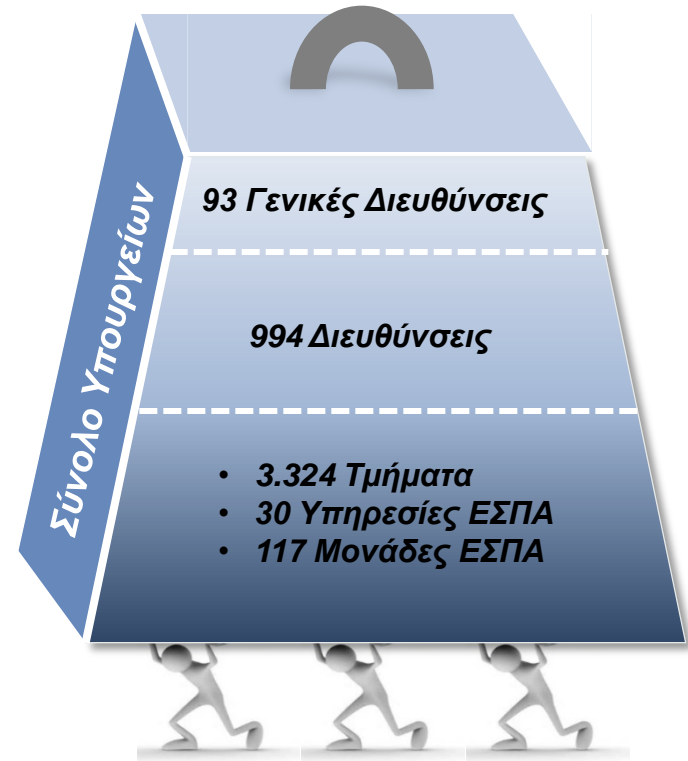 93 Γενικές Διευθύνσεις
Σύνολο Υπουργείων
994 Διευθύνσεις
• 3.324 Τμήματα
• 30 Υπηρεσίες ΕΣΠΑ
• 117 Μονάδες ΕΣΠΑ